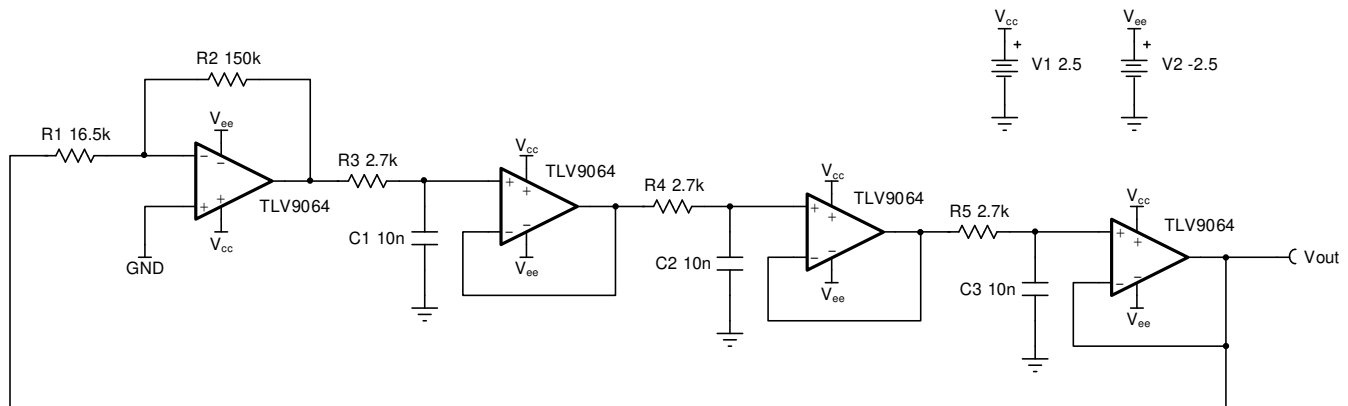 Vcc
Vee
V1 2.5
V2 -2.5
R2 150k
R1 16.5k
Vee
Vcc
TLV9064
GND
R3 2.7k
C1 10n
Vcc
TLV9064
Vee
R4 2.7k
C2 10n
Vcc
TLV9064
Vee
R5 2.7k
C3 10n
Vcc
TLV9064
Vee
Vout